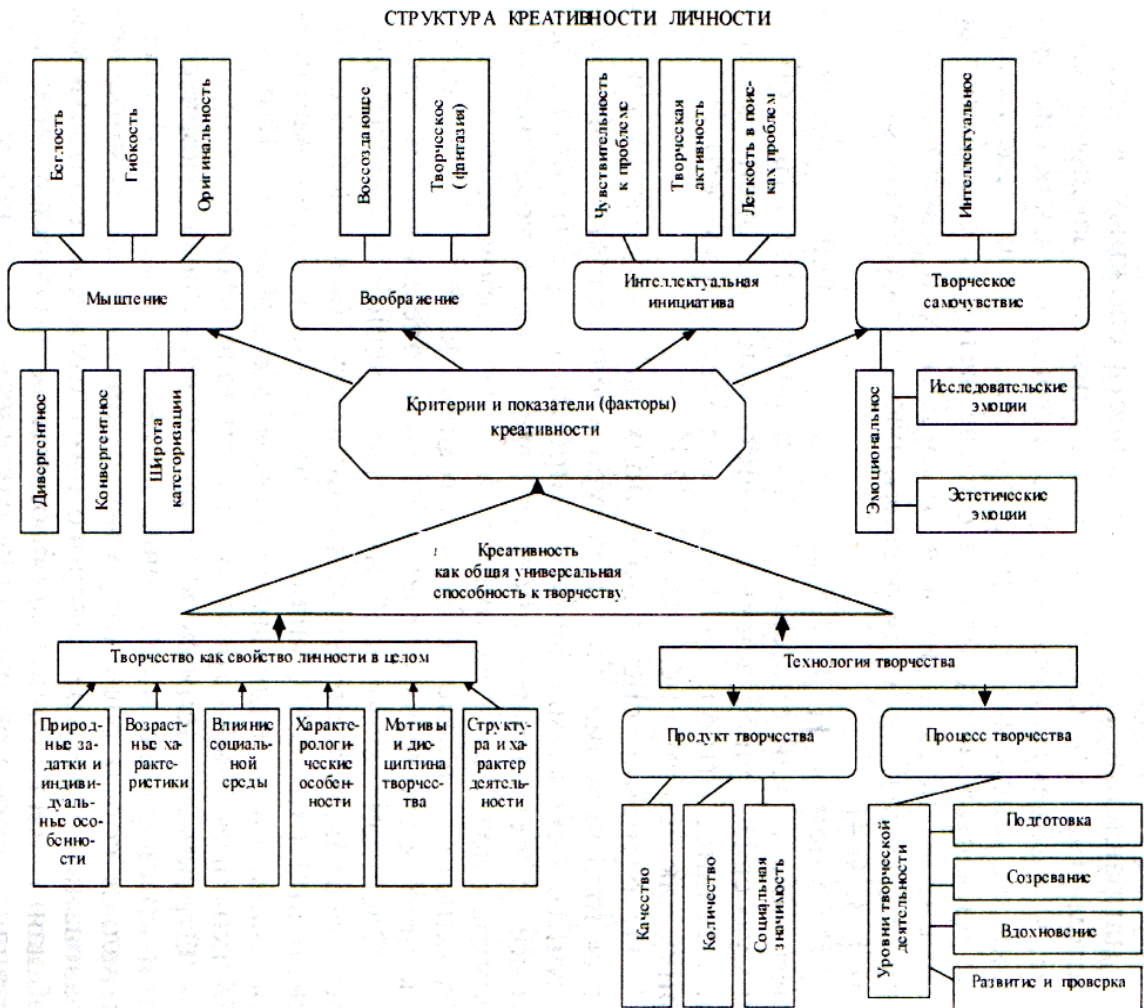 СТРУКТУРА КРЕАТИВНОСТИ ЛИЧНОСТИ
Беглость
Гибкость
Оригинальность
Воссоздающее
Творческое
(фантазия)
Чувствительность
к проблеме
Творческая
активность
Легкость в поис-
ках проблем
Интеллектуальное
Мышление
Воображение
Интеллектуальная
инициатива
Творческое
самочувствие
Дивергентное
Конвергентное
Широта
категоризации
Критерии и показатели (факторы)
креативности
Эмоциональное
Исследовательские
эмоции
Эстетические
эмоции
Креативность
как общая универсальная
способность к творчеству
Творчество как свойство личности в целом
Технология творчества
Природ-
ные за-
датки и
индиви-
дуаль-
ные осо-
бенно-
сти
Возраст-
ные ха-
ракте-
ристики
Влияние
социаль-
ной
среды
Характе-
рологи-
ческие
особен-
ности
Мотивы
и дис-
циплина
творчес-
тва
Структу-
ра и ха-
рактер
деятель-
ности
Продукт творчества
Процесс творчества
Качество
Количество
Социальная
значимость
Уровни творческой
деятельности
Подготовка
Созревание
Вдохновение
Развитие и проверка